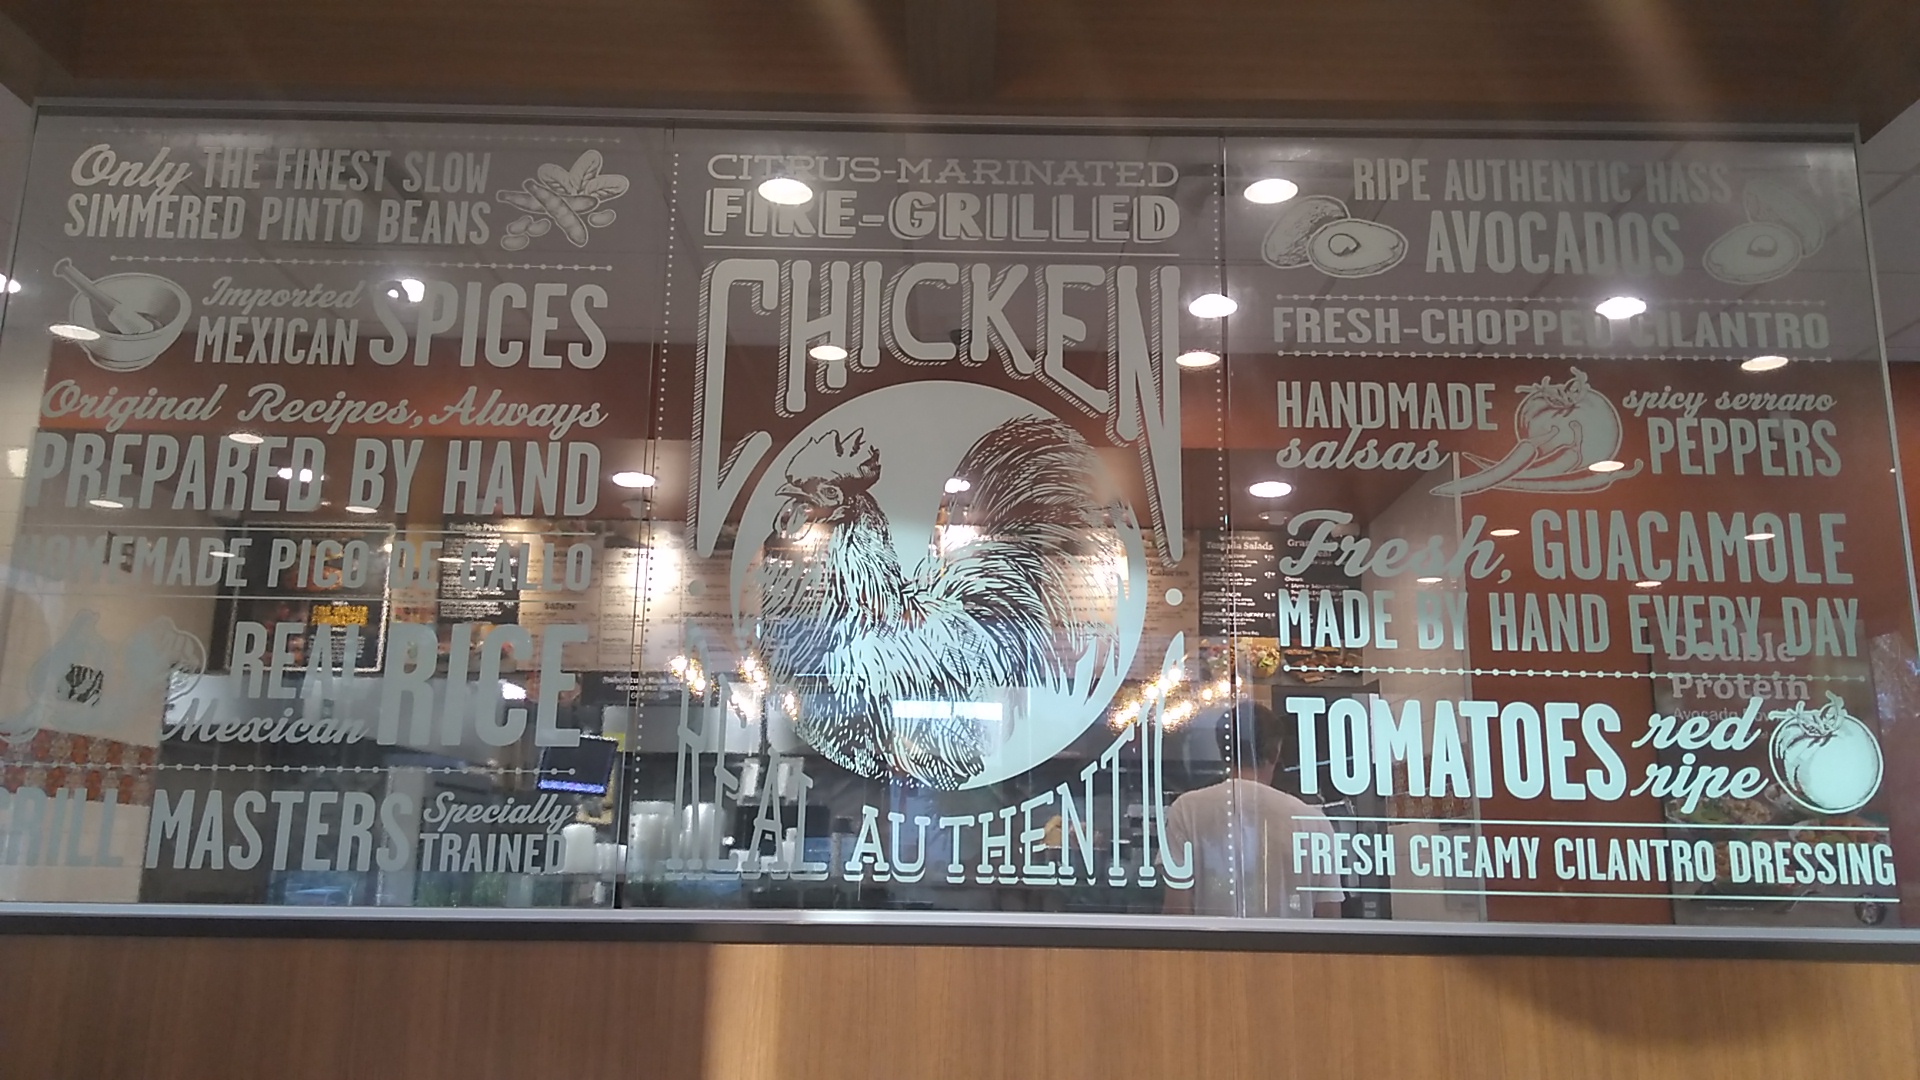 Only THE FINEST SLOW
SIMMERED PINTO BEANS
Imported
MEXICAN SPICES
Original Recipes, Always
PREPARED BY HAND
HOMEMADE PICO DE GALLO
REAL
Mexican RICE
GRILL MASTERS Specially
TRAINED
CITRUS-MARINATED
FIRE-GRILLED
CHICKEN
REAL AUTHENTIC
RIPE AUTHENTIC HASS
AVOCADOS
FRESH-CHOPPED CILANTRO
HANDMADE
salsas
spicy serrano
PEPPERS
Fresh, GUACAMOLE
MADE BY HAND EVERY DAY
Double
Protein
TOMATOES red
ripe
FRESH CREAMY CILANTRO DRESSING